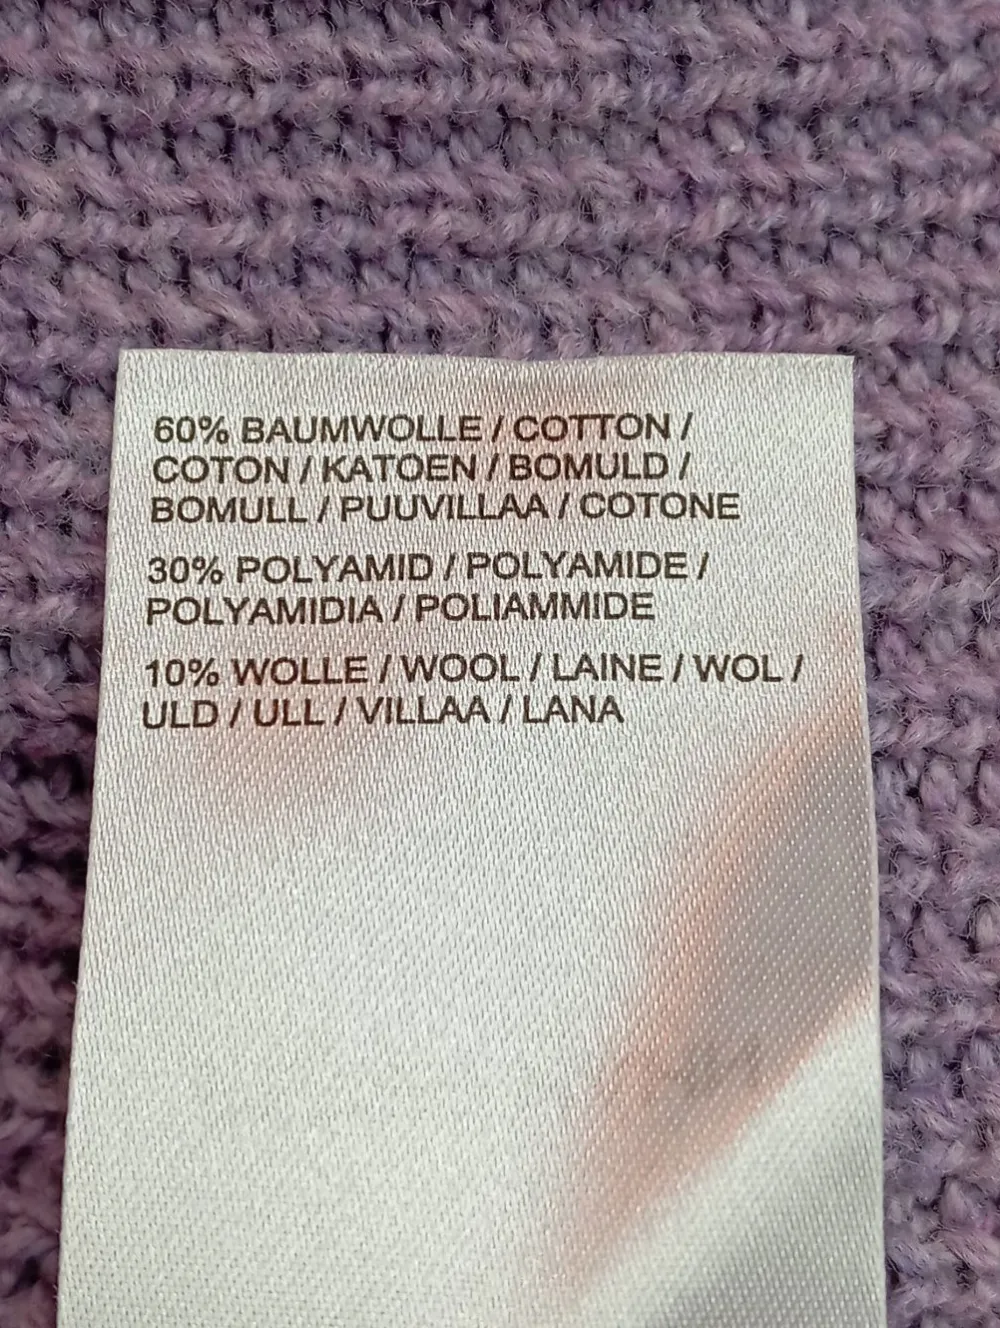 60% BAUMWOLLE / COTTON /
COTON / KATOEN / BOMULD /
BOMULL / PUUVILLAA / COTONE
30% POLYAMID / POLYAMIDE /
POLYAMIDIA / POLIAMMIDE
10% WOLLE / WOOL / LAINE / WOL /
ULD / ULL / VILLAA / LANA